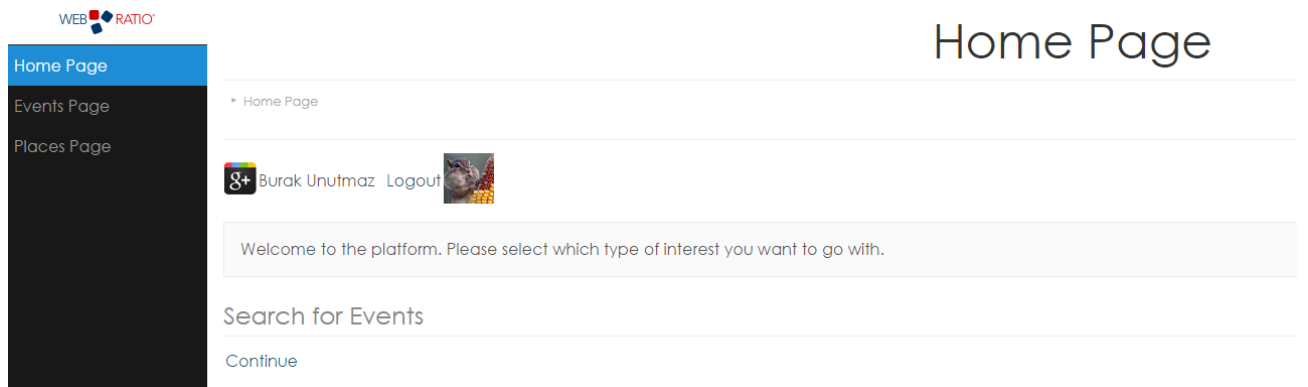 WEB RATIO
Home Page
Home Page
Events Page
Places Page
‣ Home Page
g+ Burak Unutmaz Logout
Welcome to the platform. Please select which type of interest you want to go with.
Search for Events
Continue